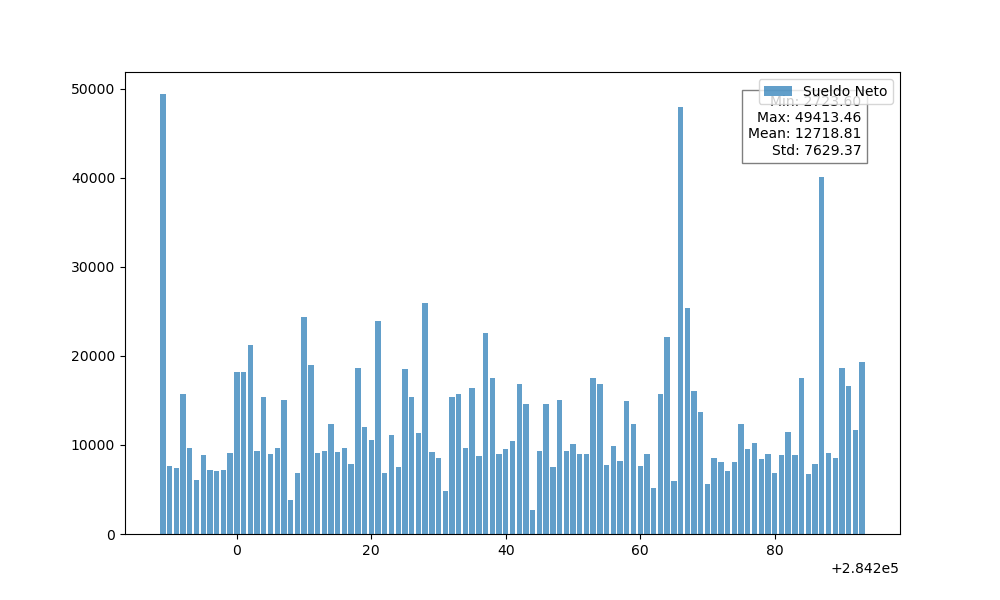 50000
40000
30000
20000
10000
0
Sueldo Neto
Min: 2723.60
Max: 49413.46
Mean: 12718.81
Std: 7629.37
0 20 40 60 80
+2.842e5